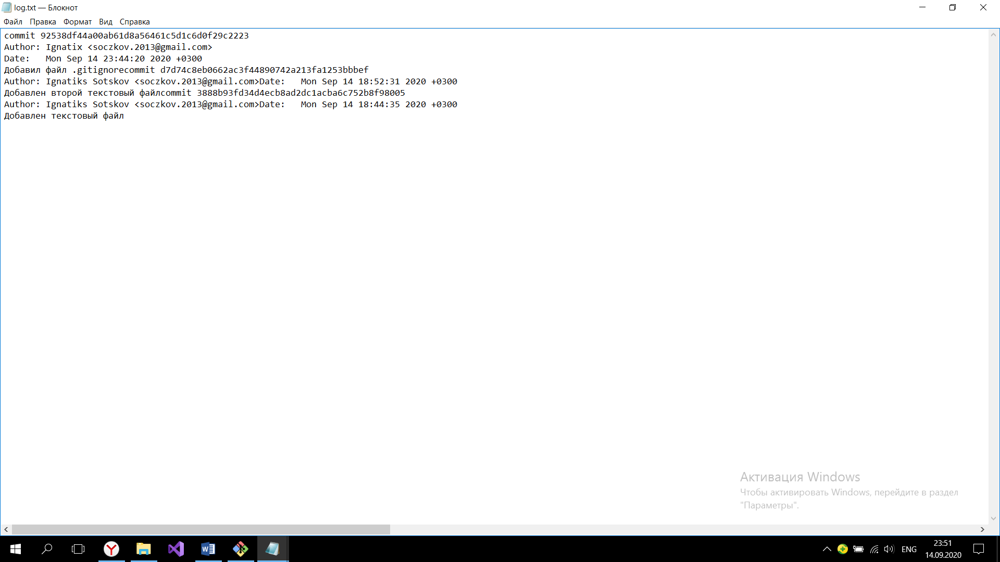 log.txt — Блокнот
Файл Правка Формат Вид Справка
commit 92538df44a00ab61d8a56461c5d1c6d0f29c2223
Author: Ignatix <soczkov.2013@gmail.com>
Date:   Mon Sep 14 23:44:20 2020 +0300
Добавил файл .gitignorecommit d7d74c8eb0662ac3f44890742a213fa1253bbbef
Author: Ignatiks Sotskov <soczkov.2013@gmail.com>Date:   Mon Sep 14 18:52:31 2020 +0300
Добавлен второй текстовый файлcommit 3888b93fd34d4ecb8ad2dc1acba6c752b8f98005
Author: Ignatiks Sotskov <soczkov.2013@gmail.com>Date:   Mon Sep 14 18:44:35 2020 +0300
Добавлен текстовый файл
Активация Windows
Чтобы активировать Windows, перейдите в раздел
"Параметры".
ENG
23:51
14.09.2020